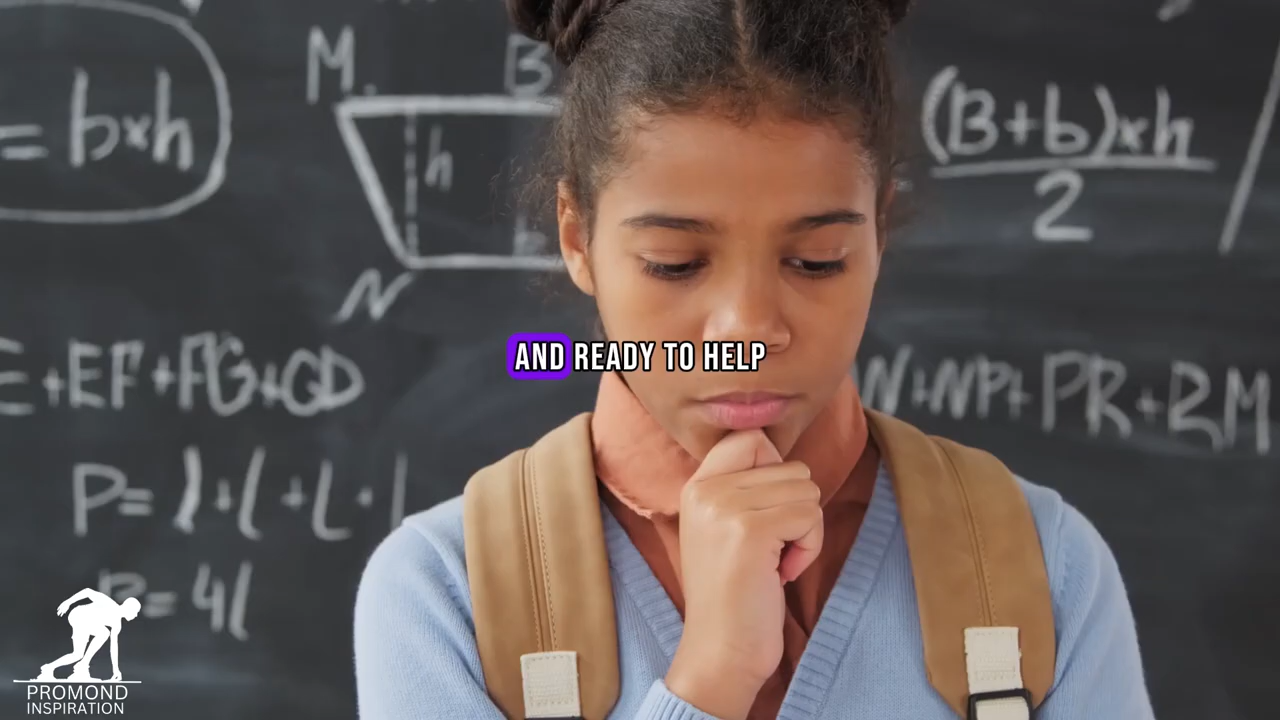 = b×h
M
B
h
(B+b)×h
2
N
AND READY TO HELP
+EF+FG+GD
N+NP+PR+RM
P= l+l+l+l
P= 4l
PROMOND
INSPIRATION